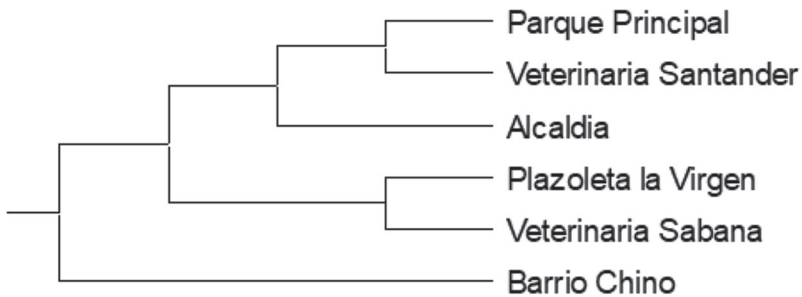 Parque Principal
Veterinaria Santander
Alcaldia
Plazoleta la Virgen
Veterinaria Sabana
Barrio Chino